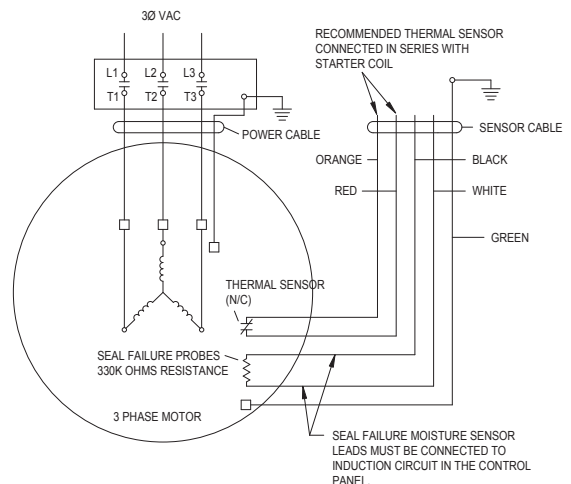 3Ø VAC
L1
L2
L3
T1
T2
T3
POWER CABLE
RECOMMENDED THERMAL SENSOR
CONNECTED IN SERIES WITH
STARTER COIL
SENSOR CABLE
ORANGE
BLACK
RED
WHITE
GREEN
THERMAL SENSOR
(N/C)
SEAL FAILURE PROBES
330K OHMS RESISTANCE
3 PHASE MOTOR
SEAL FAILURE MOISTURE SENSOR
LEADS MUST BE CONNECTED TO
INDUCTION CIRCUIT IN THE CONTROL
PANEL.